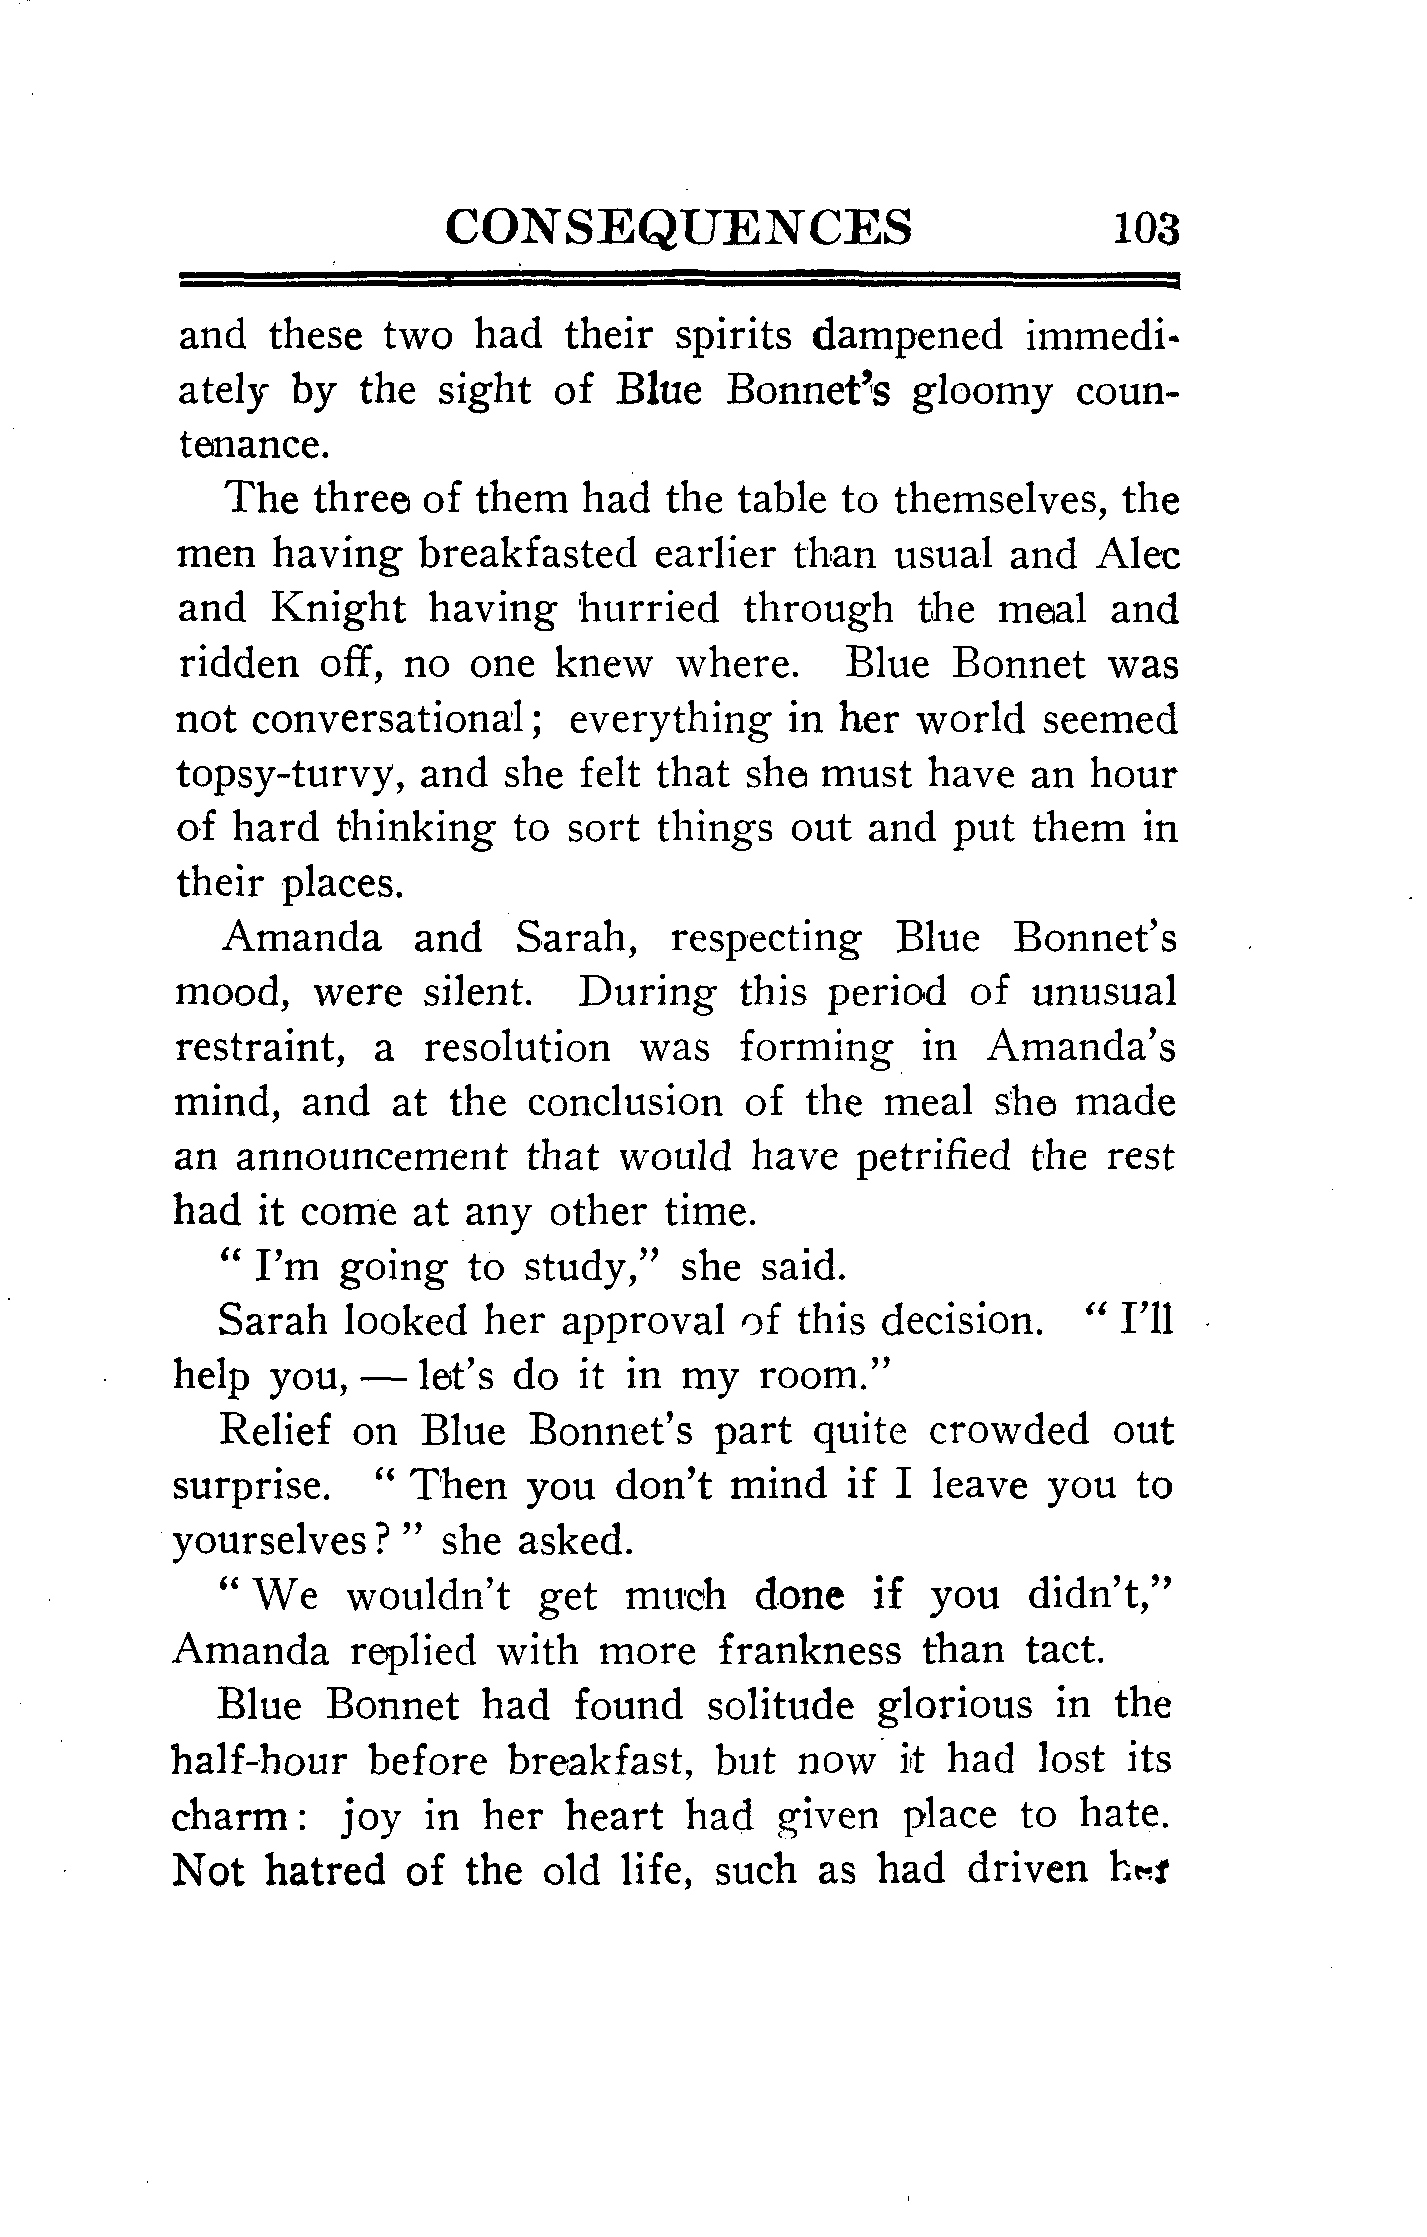 CONSEQUENCES 103
and these two had their spirits dampened immedi-
ately by the sight of Blue Bonnet's gloomy coun-
tenance.
The three of them had the table to themselves, the
men having breakfasted earlier than usual and Alec
and Knight having hurried through the meal and
ridden off, no one knew where. Blue Bonnet was
not conversational; everything in her world seemed
topsy-turvy, and she felt that she must have an hour
of hard thinking to sort things out and put them in
their places.
Amanda and Sarah, respecting Blue Bonnet's
mood, were silent. During this period of unusual
restraint, a resolution was forming in Amanda's
mind, and at the conclusion of the meal she made
an announcement that would have petrified the rest
had it come at any other time.
" I'm going to study," she said.
Sarah looked her approval of this decision. " I'll
help you, — let's do it in my room."
Relief on Blue Bonnet's part quite crowded out
surprise. " Then you don't mind if I leave you to
yourselves? " she asked.
" We wouldn't get much done if you didn't,"
Amanda replied with more frankness than tact.
Blue Bonnet had found solitude glorious in the
half-hour before breakfast, but now it had lost its
charm: joy in her heart had given place to hate.
Not hatred of the old life, such as had driven her